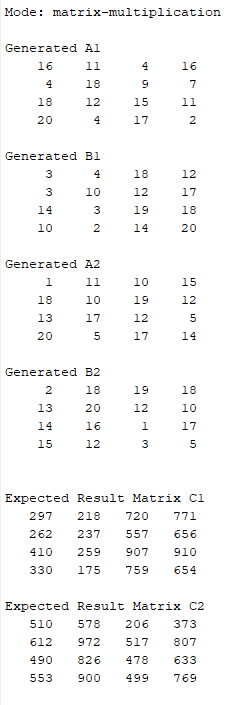 Mode: matrix-multiplication
Generated A1
16 11 4 16
4 18 9 7
18 12 15 11
20 4 17 2
Generated B1
3 4 18 12
3 10 12 17
14 3 19 18
10 2 14 20
Generated A2
1 11 10 15
18 10 19 12
13 17 12 5
20 5 17 14
Generated B2
2 18 19 18
13 20 12 10
14 16 1 17
15 12 3 5
Expected Result Matrix C1
297 218 720 771
262 237 557 656
410 259 907 910
330 175 759 654
Expected Result Matrix C2
510 578 206 373
612 972 517 807
490 826 478 633
553 900 499 769